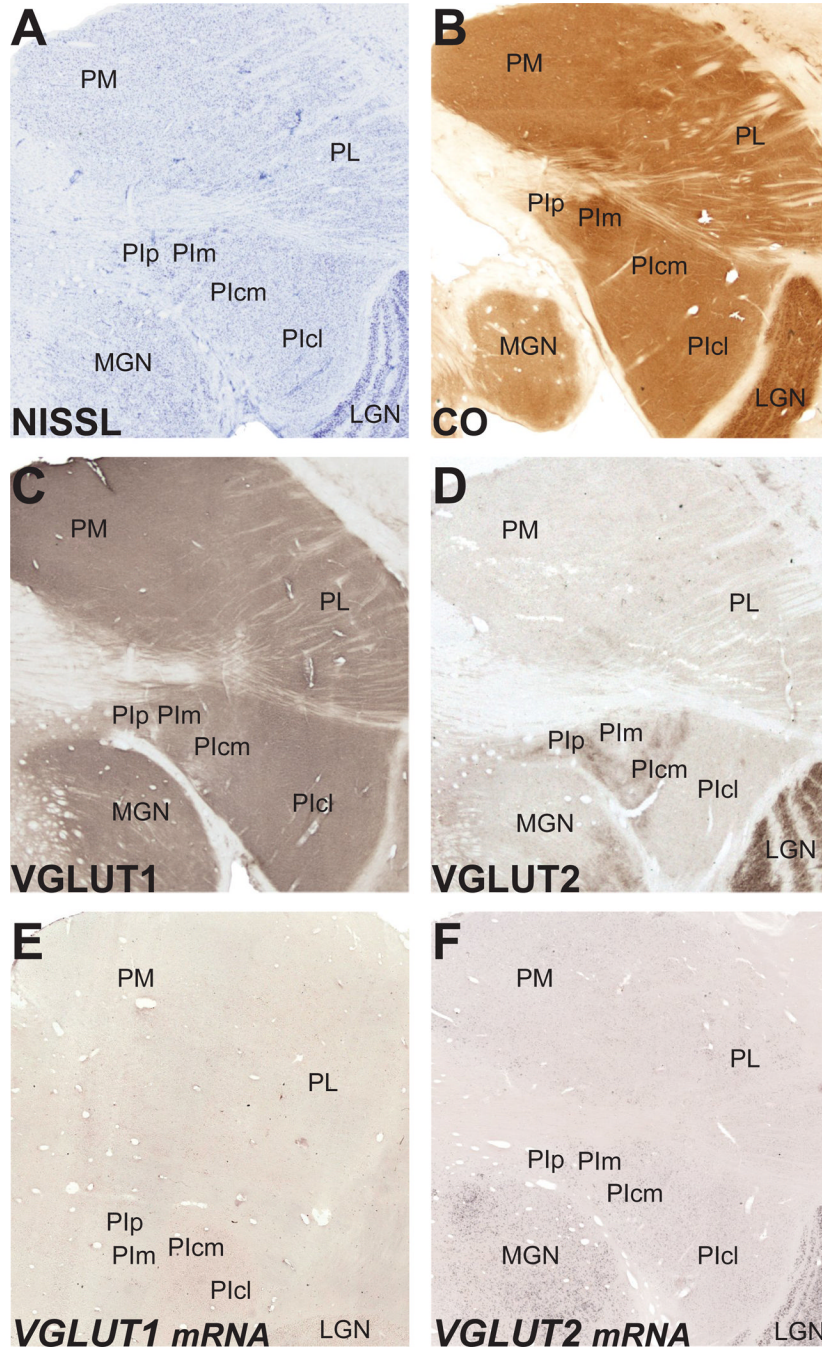 A
PM
PL
PIp PIm
PIcm
PIcl
MGN
NISSL
LGN
B
PM
PL
PIp
PIm
PIcm
MGN
PIcl
CO
LGN
C
PM
PL
PIp PIm
PIcm
PIcl
MGN
VGLUT1
D
PM
PL
PIp
PIm
PIcm
PIcl
MGN
LGN
VGLUT2
E
PM
PL
PIp
PIm
PIcm
PIcl
VGLUT1 mRNA
LGN
F
PM
PL
PIp PIm
PIcm
MGN
PIcl
VGLUT2 mRNA
LGN